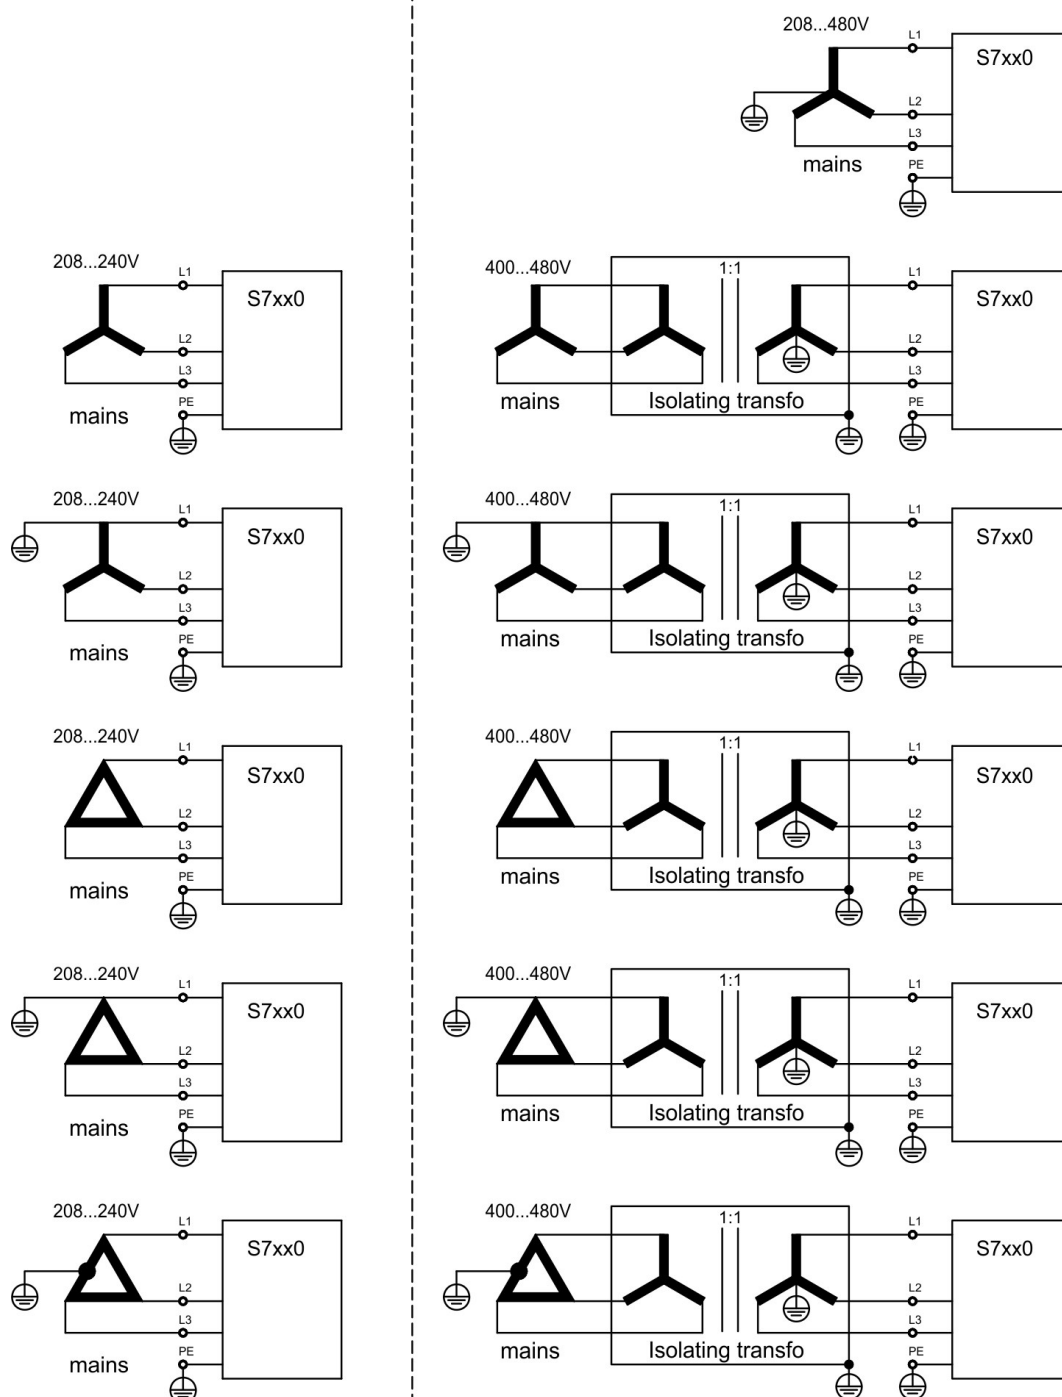 208...480V
L1
S7xx0
L2
L3
mains
PE
208...240V
L1
S7xx0
L2
L3
PE
mains
400...480V
1:1
L1
S7xx0
L2
L3
mains
Isolating transfo
PE
208...240V
L1
S7xx0
L2
L3
PE
mains
400...480V
1:1
L1
S7xx0
L2
L3
mains
Isolating transfo
PE
208...240V
L1
S7xx0
L2
L3
PE
mains
400...480V
1:1
L1
S7xx0
L2
L3
mains
Isolating transfo
PE
208...240V
L1
S7xx0
L2
L3
PE
mains
400...480V
1:1
L1
S7xx0
L2
L3
mains
Isolating transfo
PE
208...240V
L1
S7xx0
L2
L3
PE
mains
400...480V
1:1
L1
S7xx0
L2
L3
mains
Isolating transfo
PE